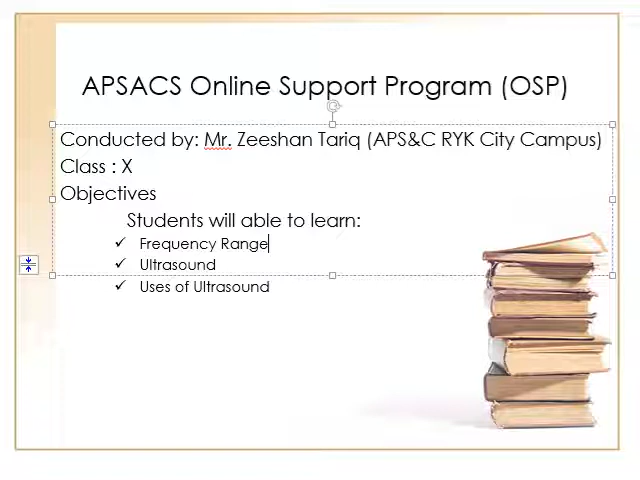 APSACS Online Support Program (OSP)
Conducted by: Mr. Zeeshan Tariq (APS&C RYK City Campus)
Class : X
Objectives
Students will able to learn:
✓ Frequency Range
✓ Ultrasound
✓ Uses of Ultrasound